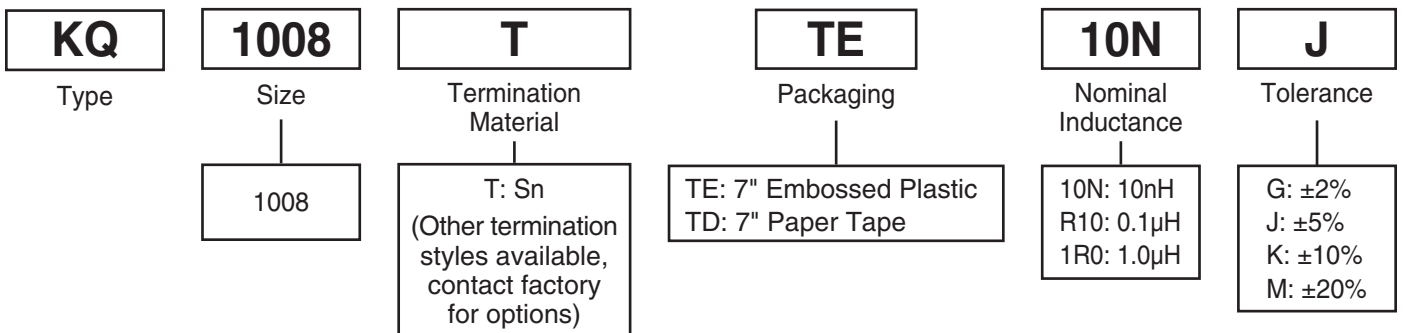 KQ 1008 T TE 10N J
Type
Size
Termination
Material
Packaging
Nominal
Inductance
Tolerance
1008
T: Sn
(Other termination
styles available,
contact factory
for options)
TE: 7" Embossed Plastic
TD: 7" Paper Tape
10N: 10nH
R10: 0.1µH
1R0: 1.0µH
G: ±2%
J: ±5%
K: ±10%
M: ±20%